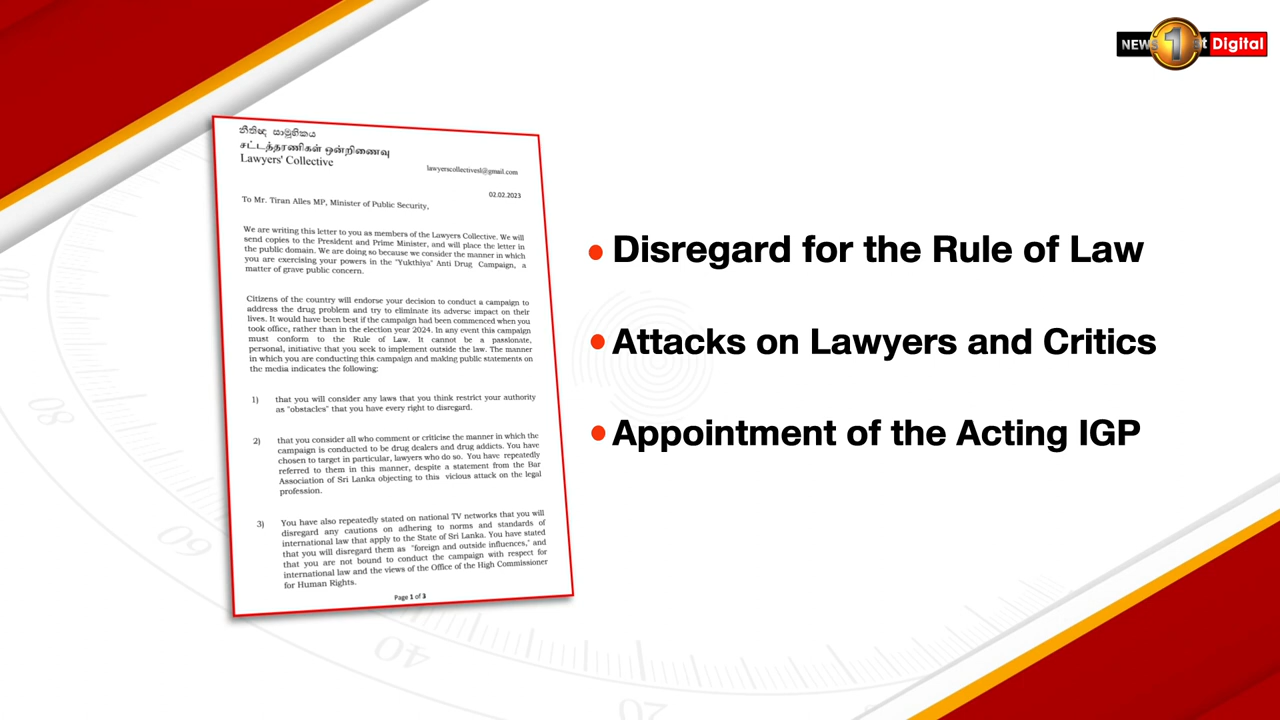 NEWS 1st Digital
නීතිඥ සාමූහිකය
சட்டத்தரணிகள் ஒன்றிணைவு
Lawyers' Collective
lawyerscollectivesl@gmail.com
02.02.2023
To Mr. Tiran Alles MP, Minister of Public Security,
We are writing this letter to you as members of the Lawyers Collective. We will
send copies to the President and Prime Minister, and will place the letter in
the public domain. We are doing so because we consider the manner in which
you are exercising your powers in the "Yukthiya" Anti Drug Campaign, a
matter of grave public concern.
Citizens of the country will endorse your decision to conduct a campaign to
address the drug problem and try to eliminate its adverse impact on their
lives. It would have been best if the campaign had been commenced when you
took office, rather than in the election year 2024. In any event this campaign
must conform to the Rule of Law. It cannot be a passionate,
personal, initiative that you seek to implement outside the law. The manner
in which you are conducting this campaign and making public statements on
the media indicates the following:
1) that you will consider any laws that you think restrict your authority
as "obstacles" that you have every right to disregard.
2) that you consider all who comment or criticise the manner in which the
campaign is conducted to be drug dealers and drug addicts. You have
chosen to target in particular, lawyers who do so. You have repeatedly
referred to them in this manner, despite a statement from the Bar
Association of Sri Lanka objecting to this vicious attack on the legal
profession.
3) You have also repeatedly stated on national TV networks that you will
disregard any cautions on adhering to norms and standards of
international law that apply to the State of Sri Lanka. You have stated
that you will disregard them as "foreign and outside influences," and
that you are not bound to conduct the campaign with respect for
international law and the views of the Office of the High Commissioner
for Human Rights.
Page 1 of 3
Disregard for the Rule of Law
Attacks on Lawyers and Critics
Appointment of the Acting IGP
100
80
60
40
20